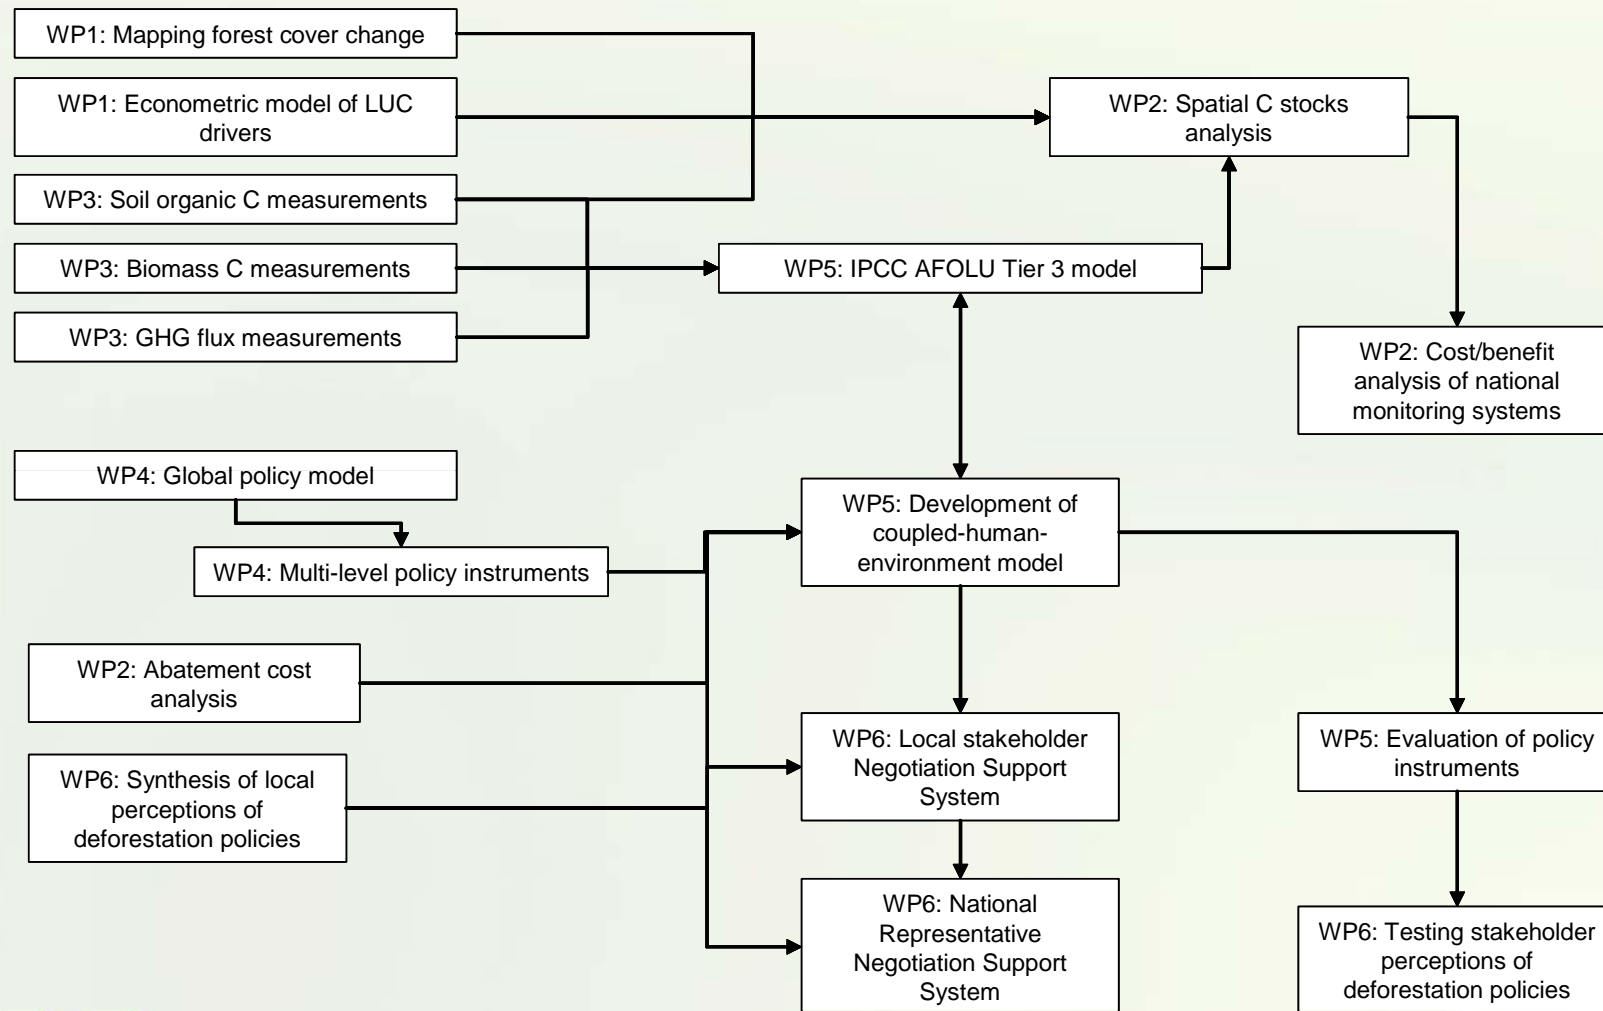 WP1: Mapping forest cover change
WP1: Econometric model of LUC
drivers
WP2: Spatial C stocks
analysis
WP3: Soil organic C measurements
WP3: Biomass C measurements
WP5: IPCC AFOLU Tier 3 model
WP3: GHG flux measurements
WP2: Cost/benefit
analysis of national
monitoring systems
WP4: Global policy model
WP4: Multi-level policy instruments
WP5: Development of
coupled-human-
environment model
WP2: Abatement cost
analysis
WP6: Local stakeholder
Negotiation Support
System
WP5: Evaluation of policy
instruments
WP6: Synthesis of local
perceptions of
deforestation policies
WP6: National
Representative
Negotiation Support
System
WP6: Testing stakeholder
perceptions of
deforestation policies